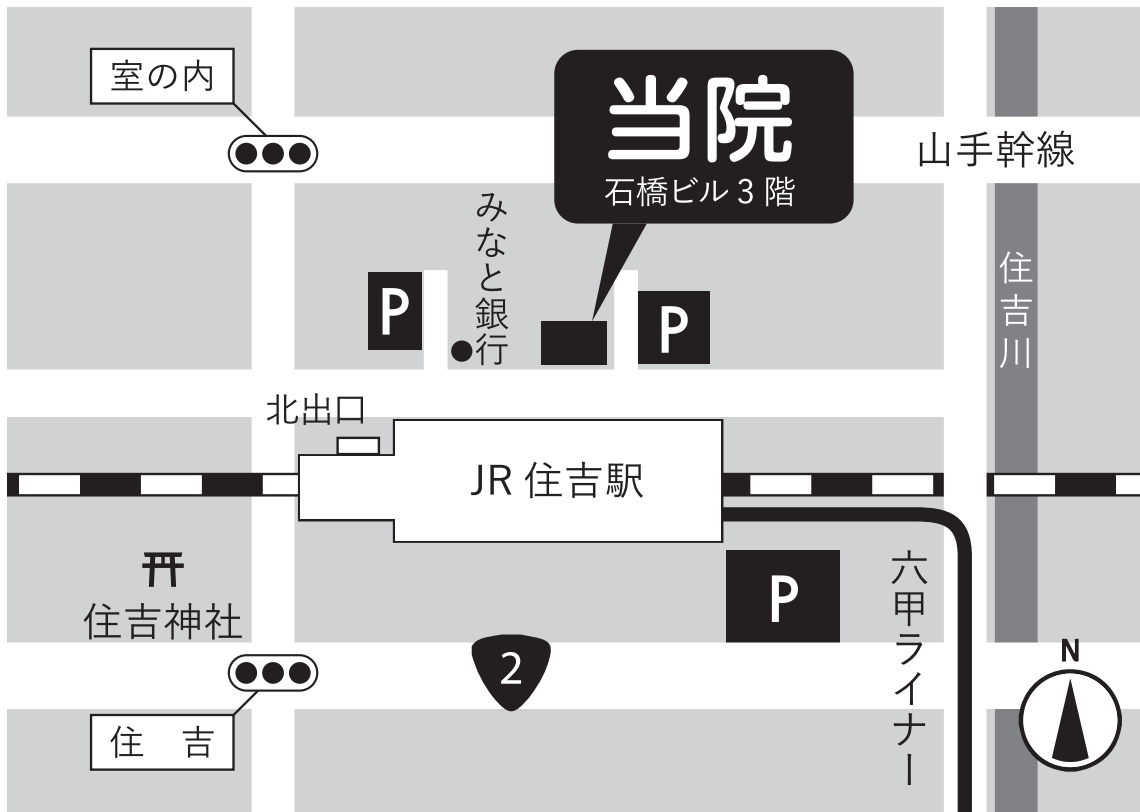 室の内
当院
石橋ビル3階
山手幹線
みなと銀行
住吉川
P
P
北出口
JR 住吉駅
住吉神社
P
六甲ライナー
2
N
住　吉